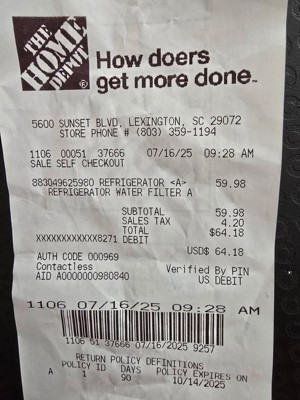 THE
HOME
DEPOT
How doers
get more done™
5600 SUNSET BLVD, LEXINGTON, SC 29072
STORE PHONE # (803) 359-1194
1106 00051 37666 07/16/25 09:28 AM
SALE SELF CHECKOUT
883049625980 REFRIGERATOR <A> 59.98
REFRIGERATOR WATER FILTER A
SUBTOTAL 59.98
SALES TAX 4.20
TOTAL $64.18
XXXXXXXXXXXX8271 DEBIT
USD$ 64.18
AUTH CODE 000969
Contactless Verified By PIN
AID A0000000980840 US DEBIT
1106 07/16/25 09:28 AM
1106 51 37666 07/16/2025 9257
RETURN POLICY DEFINITIONS
POLICY ID DAYS POLICY EXPIRES ON
A 1 90 10/14/2025